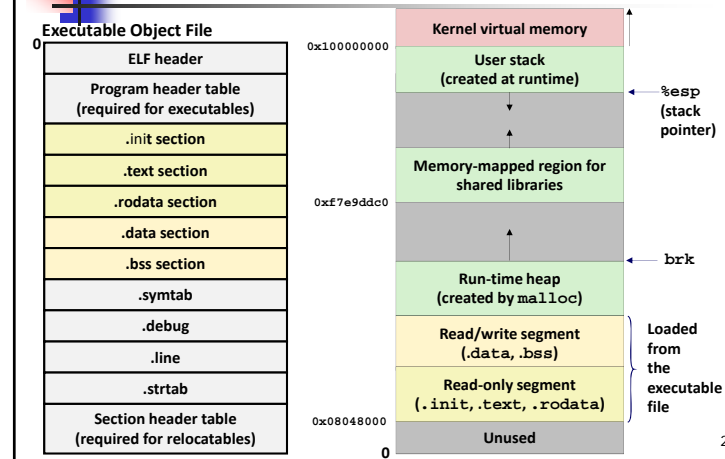 Executable Object File
0
ELF header
Program header table
(required for executables)
.init section
.text section
.rodata section
.data section
.bss section
.symtab
.debug
.line
.strtab
Section header table
(required for relocatables)
0x100000000
0xf7e9ddc0
0x08048000
0
Kernel virtual memory
User stack
(created at runtime)
Memory-mapped region for
shared libraries
Run-time heap
(created by malloc)
Read/write segment
(.data, .bss)
Read-only segment
(.init, .text, .rodata)
Unused
%esp
(stack
pointer)
brk
Loaded
from
the
executable
file
2